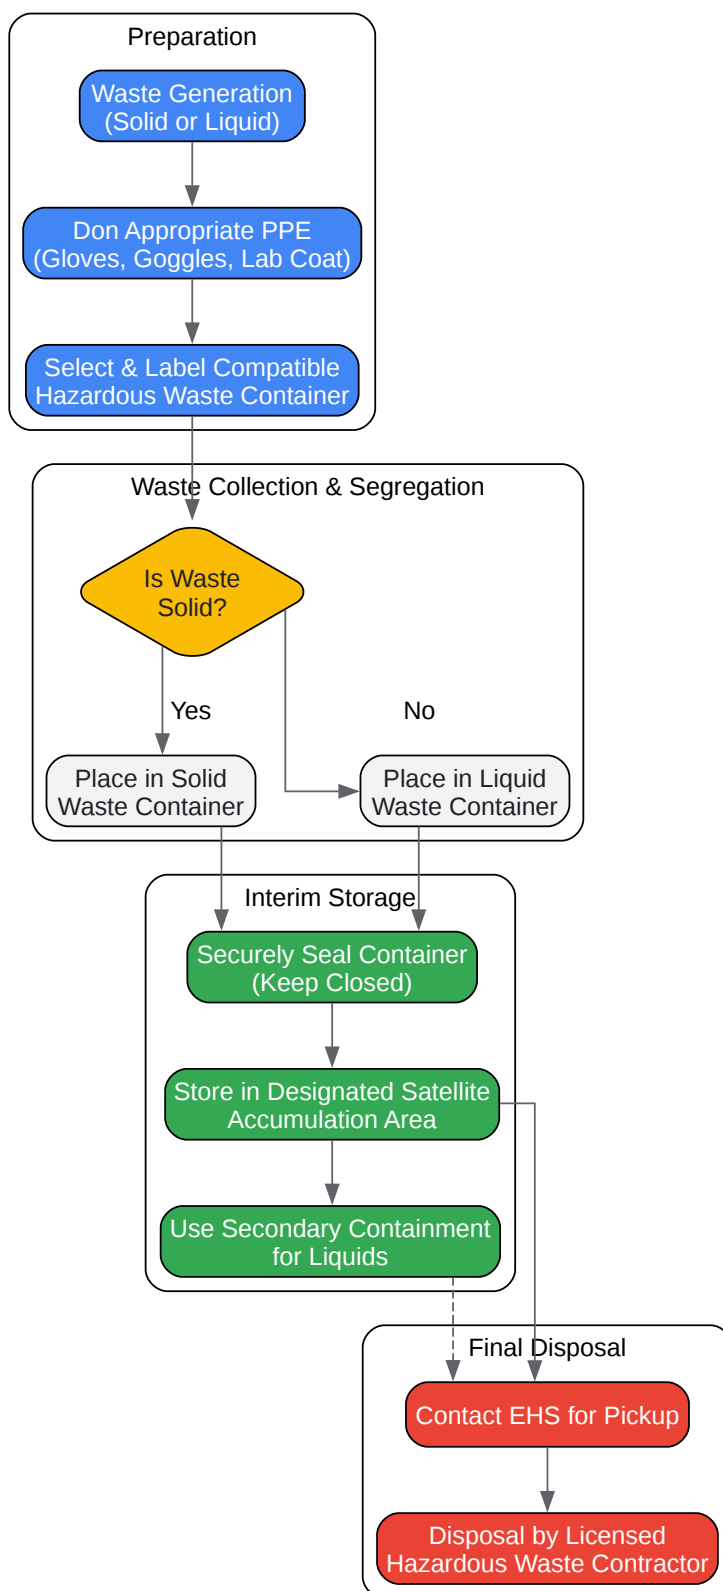 Preparation
Waste Generation
(Solid or Liquid)
Don Appropriate PPE
(Gloves, Goggles, Lab Coat)
Select & Label Compatible
Hazardous Waste Container
Waste Collection & Segregation
Is Waste
Solid?
Yes
No
Place in Solid
Waste Container
Place in Liquid
Waste Container
Interim Storage
Securely Seal Container
(Keep Closed)
Store in Designated Satellite
Accumulation Area
Use Secondary Containment
for Liquids
Final Disposal
Contact EHS for Pickup
Disposal by Licensed
Hazardous Waste Contractor